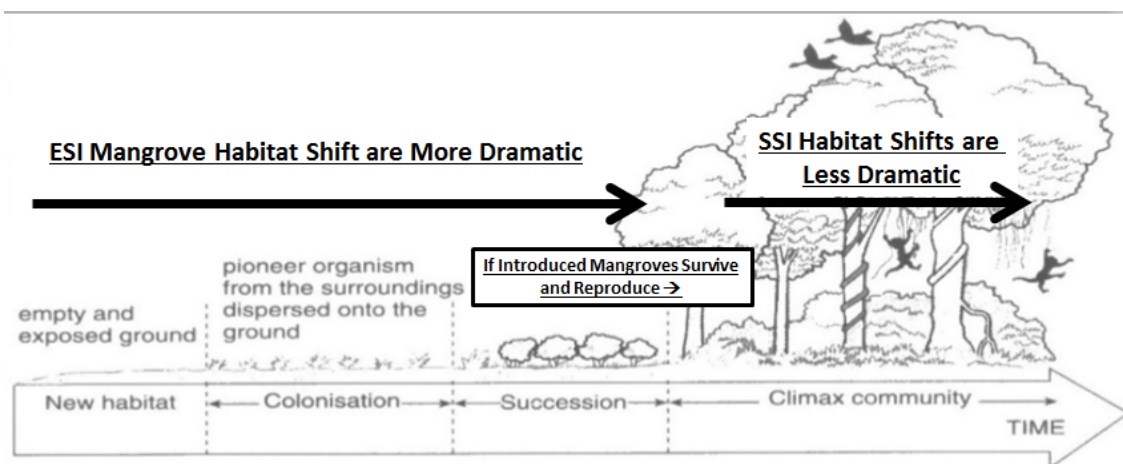 ESI Mangrove Habitat Shift are More Dramatic
SSI Habitat Shifts are
Less Dramatic
If Introduced Mangroves Survive
and Reproduce →
pioneer organism
from the surroundings
dispersed onto the
ground
empty and
exposed ground
New habitat
Colonisation
Succession
Climax community
TIME